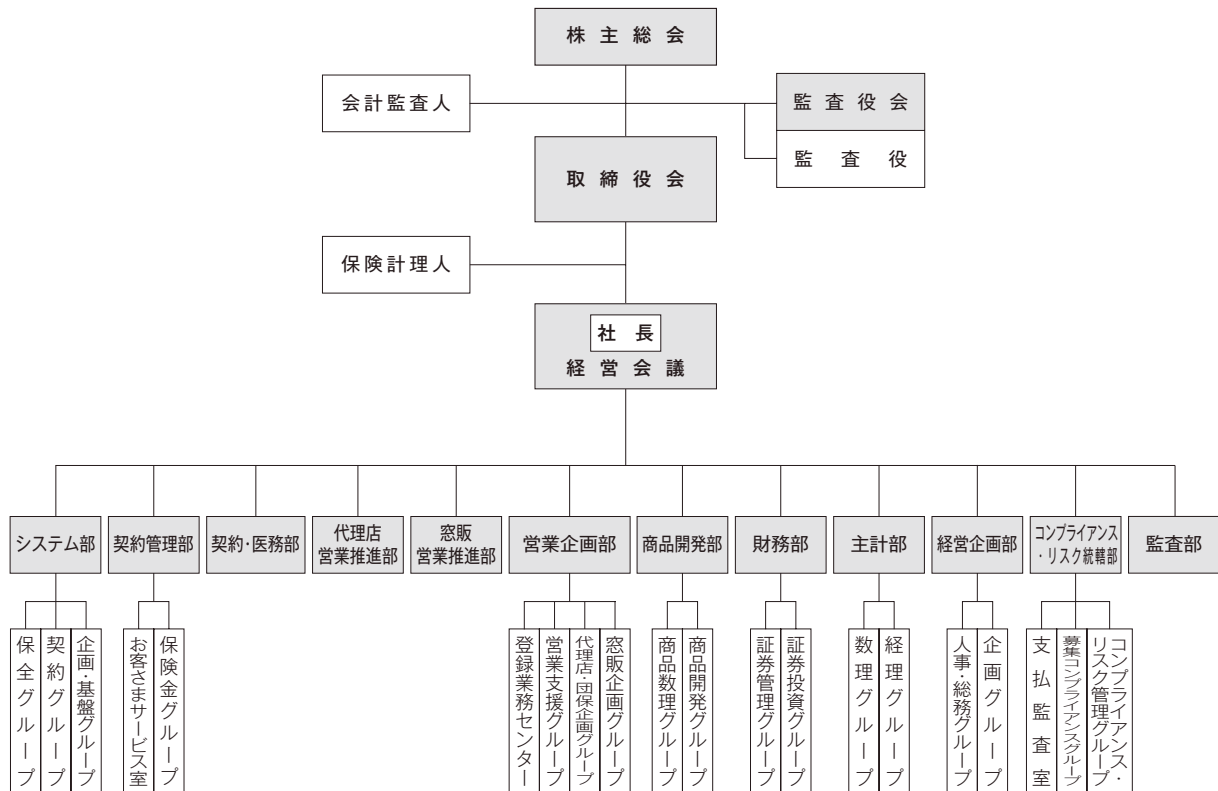 株主総会
会計監査人
監査役会
監査役
取締役会
保険計理人
社長
経営会議
システム部
契約管理部
契約・医務部
代理店
営業推進部
窓販
営業推進部
営業企画部
商品開発部
財務部
主計部
経営企画部
コンプライアンス
・リスク統轄部
監査部
保全グループ
契約グループ
企画・基盤グループ
お客さまサービス室
保険金グループ
登録業務センター
営業支援グループ
代理店・団保企画グループ
窓販企画グループ
商品数理グループ
商品開発グループ
証券管理グループ
証券投資グループ
数理グループ
経理グループ
人事・総務グループ
企画グループ
支払監査室
募集コンプライアンスグループ
コンプライアンス・
リスク管理グループ